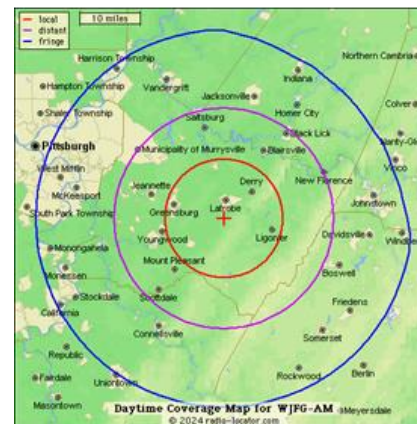 local
distant
fringe
10 miles
Harrison Township
Northern Cambria
Indiana
Hampton Township
Vandergrift
Jacksonville
Homer City
Colver
Shaler Township
Saltsburg
Black Lick
Pittsburgh
Municipality of Murrysville
Blairsville
Nanty-Glo
Vinco
West Mifflin
McKeesport
Jeannette
Derry
New Florence
Greensburg
Latrobe
Johnstown
South Park Township
Youngwood
Ligonier
Davidsville
Windber
Monongahela
Mount Pleasant
Monessen
Boswell
Stockdale
Scottdale
California
Friedens
Connellsville
Somerset
Republic
Fairdale
Uniontown
Rockwood
Berlin
Masontown
Daytime Coverage Map for WJFG-AM
Meyersdale
© 2024 radio-locator.com